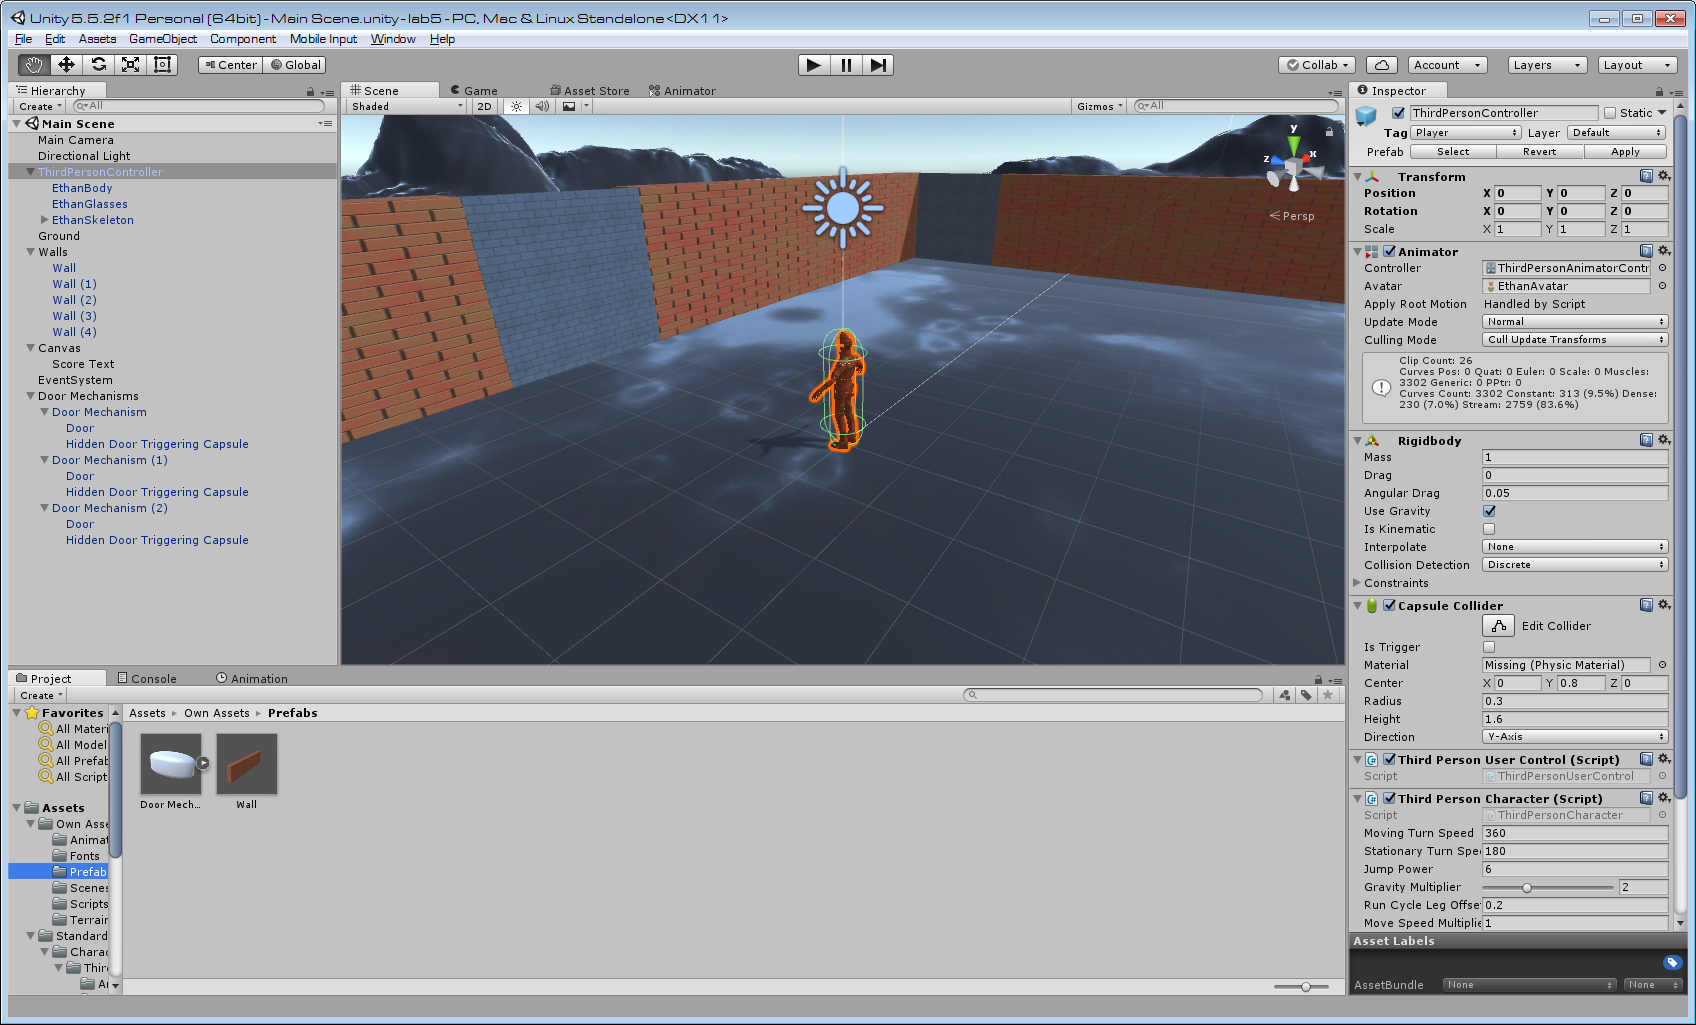 Unity 5.5.2f1 Personal (64bit) - Main Scene.unity - lab5 - PC, Mac & Linux Standalone <DX11>
File Edit Assets GameObject Component Mobile Input Window Help
Center Global Collab Account Layers Layout
Hierarchy
Create All
Main Scene
Main Camera
Directional Light
ThirdPersonController
EthanBody
EthanGlasses
EthanSkeleton
Ground
Walls
Wall
Wall (1)
Wall (2)
Wall (3)
Wall (4)
Canvas
Score Text
EventSystem
Door Mechanisms
Door Mechanism
Door
Hidden Door Triggering Capsule
Door Mechanism (1)
Door
Hidden Door Triggering Capsule
Door Mechanism (2)
Door
Hidden Door Triggering Capsule
Scene Game Asset Store Animator
Shaded 2D Gizmos All
y
z x
Persp
Inspector
ThirdPersonController Static
Tag Player Layer Default
Prefab Select Revert Apply
Transform
Position X 0 Y 0 Z 0
Rotation X 0 Y 0 Z 0
Scale X 1 Y 1 Z 1
Animator
Controller ThirdPersonAnimatorContr
Avatar EthanAvatar
Apply Root Motion Handled by Script
Update Mode Normal
Culling Mode Cull Update Transforms
Clip Count: 26
Curves Pos: 0 Quat: 0 Euler: 0 Scale: 0 Muscles:
3302 Generic: 0 PPtr: 0
Curves Count: 3302 Constant: 313 (9.5%) Dense:
230 (7.0%) Stream: 2759 (83.6%)
Rigidbody
Mass 1
Drag 0
Angular Drag 0.05
Use Gravity
Is Kinematic
Interpolate None
Collision Detection Discrete
Constraints
Capsule Collider
Edit Collider
Is Trigger
Material Missing (Physic Material)
Center X 0 Y 0.8 Z 0
Radius 0.3
Height 1.6
Direction Y-Axis
Third Person User Control (Script)
Script ThirdPersonUserControl
Third Person Character (Script)
Script ThirdPersonCharacter
Moving Turn Speed 360
Stationary Turn Spe 180
Jump Power 6
Gravity Multiplier 2
Run Cycle Leg Offse 0.2
Move Speed Multiplie 1
Asset Labels
AssetBundle None None
Project Console Animation
Create
Favorites
All Materi
All Model
All Prefab
All Script
Assets
Own Asse
Animat
Fonts
Prefab
Scenes
Scripts
Terrair
Standard
Charac
Thir
Ar
Assets Own Assets Prefabs
Door Mech... Wall